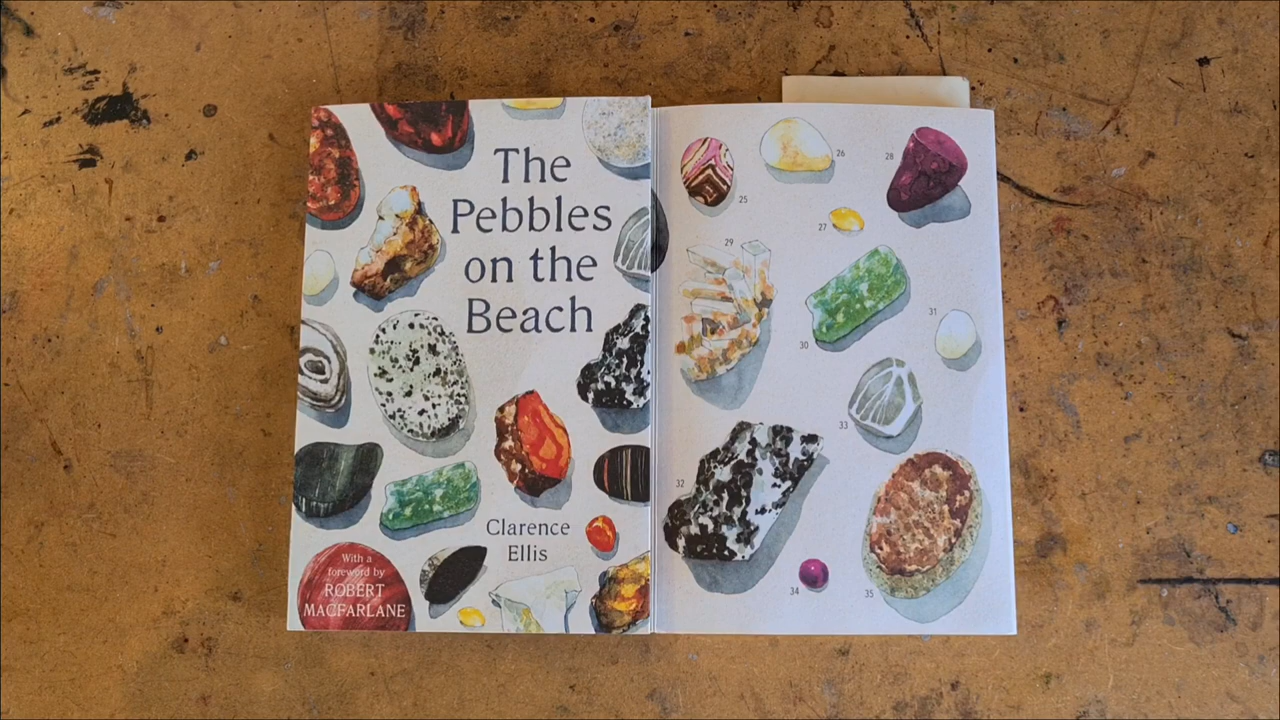 The
Pebbles
on the
Beach
Clarence
Ellis
With a
foreword by
ROBERT
MACFARLANE
25
26
27
28
29
30
31
32
33
34
35